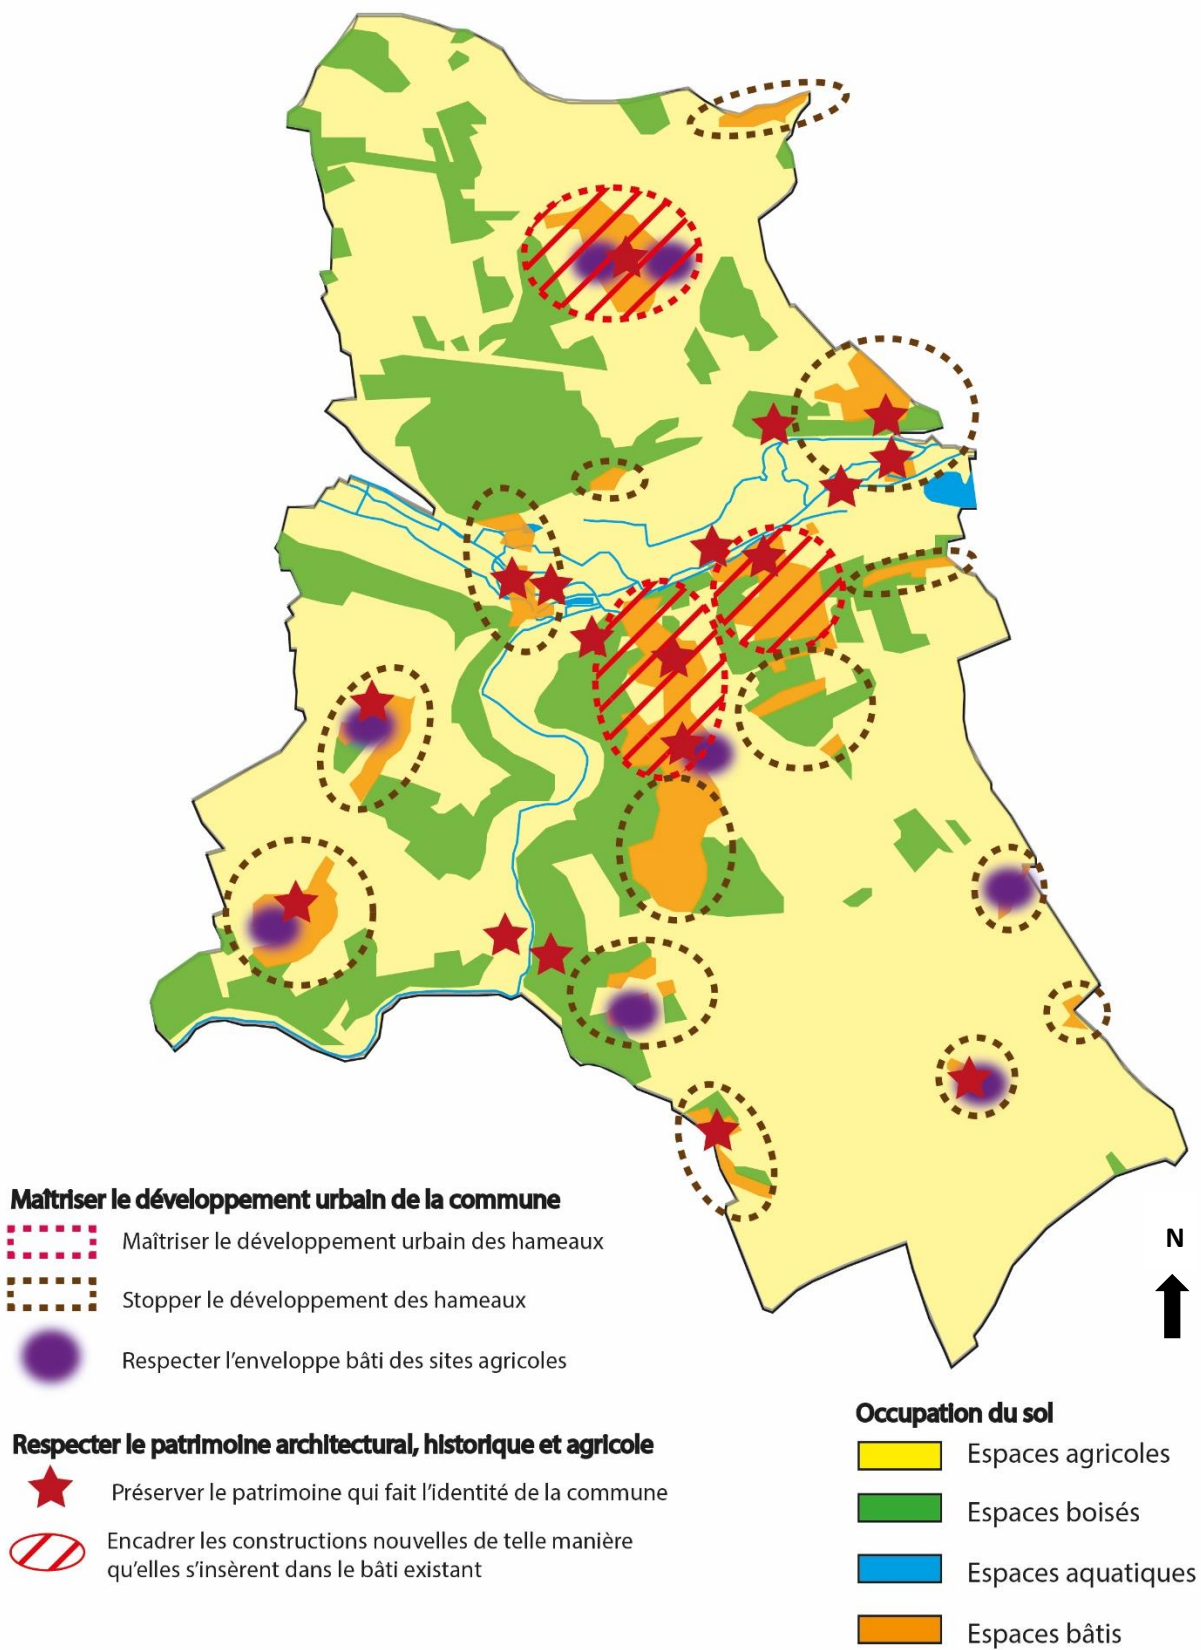 Maîtriser le développement urbain de la commune
Maîtriser le développement urbain des hameaux
Stopper le développement des hameaux
Respecter l'enveloppe bâti des sites agricoles
Respecter le patrimoine architectural, historique et agricole
Préserver le patrimoine qui fait l'identité de la commune
Encadrer les constructions nouvelles de telle manière
qu'elles s'insèrent dans le bâti existant
N
Occupation du sol
Espaces agricoles
Espaces boisés
Espaces aquatiques
Espaces bâtis